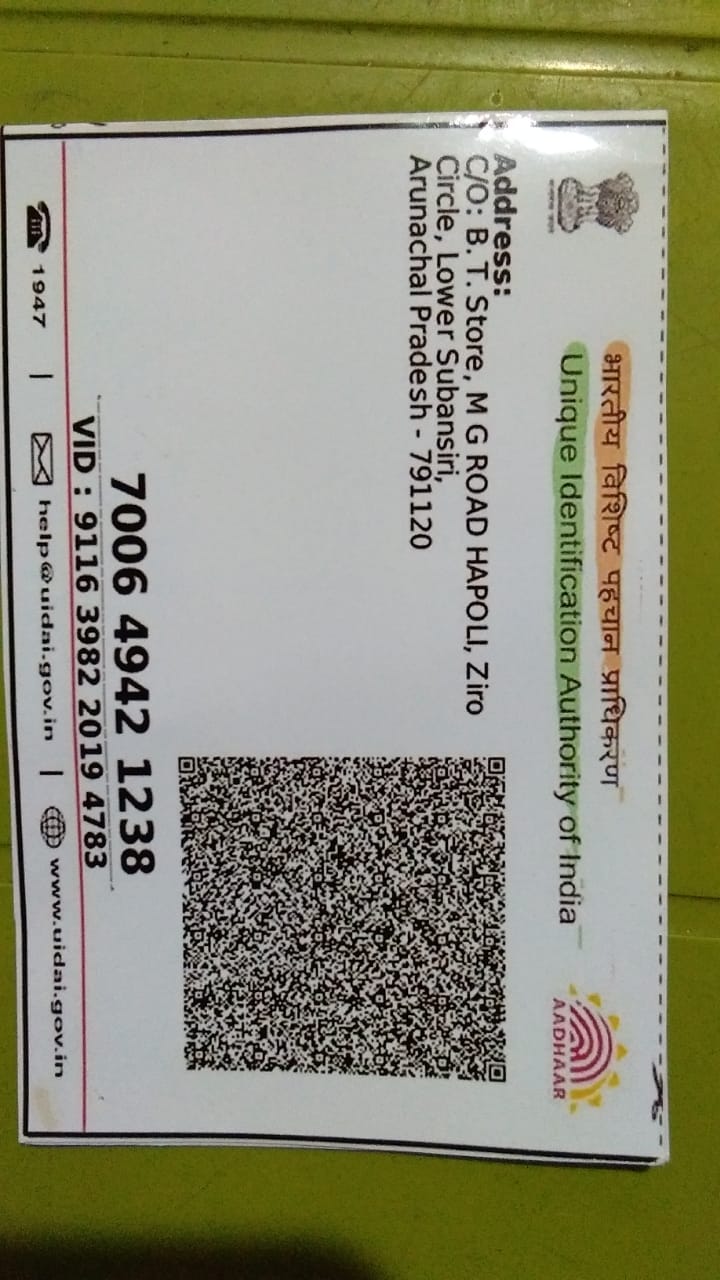 भारतीय विशिष्ट पहचान प्राधिकरण
Unique Identification Authority of India
AADHAAR
Address:
C/O: B. T. Store, M G ROAD HAPOLI, Ziro
Circle, Lower Subansiri,
Arunachal Pradesh - 791120
7006 4942 1238
VID : 9116 3982 2019 4783
1947 | help@uidai.gov.in | www.uidai.gov.in